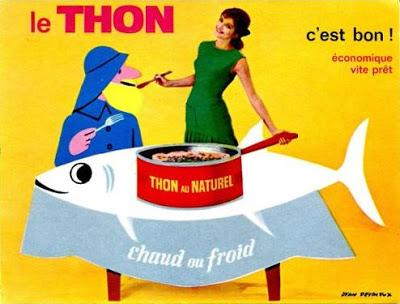 le THON
c'est bon !
économique
vite prêt
THON AU NATUREL
chaud ou froid